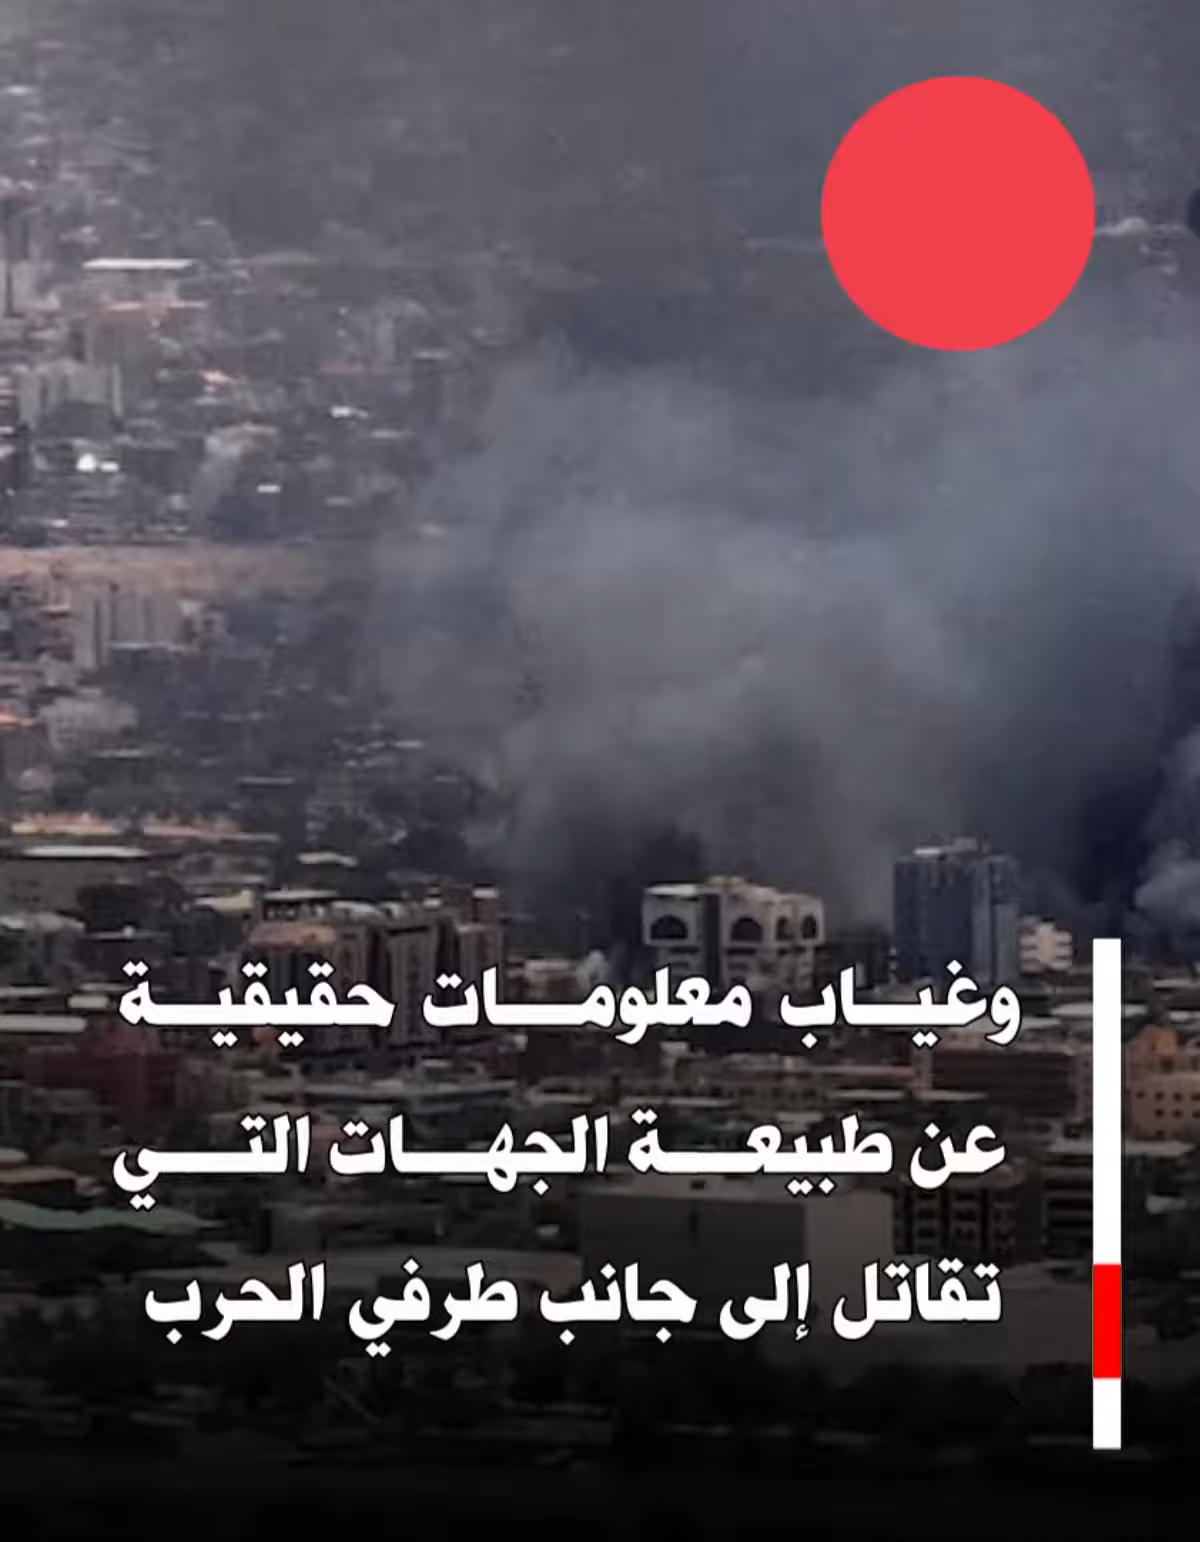 وغياب معلومات حقيقية
عن طبيعة الجهات التي
تقاتل إلى جانب طرفي الحرب